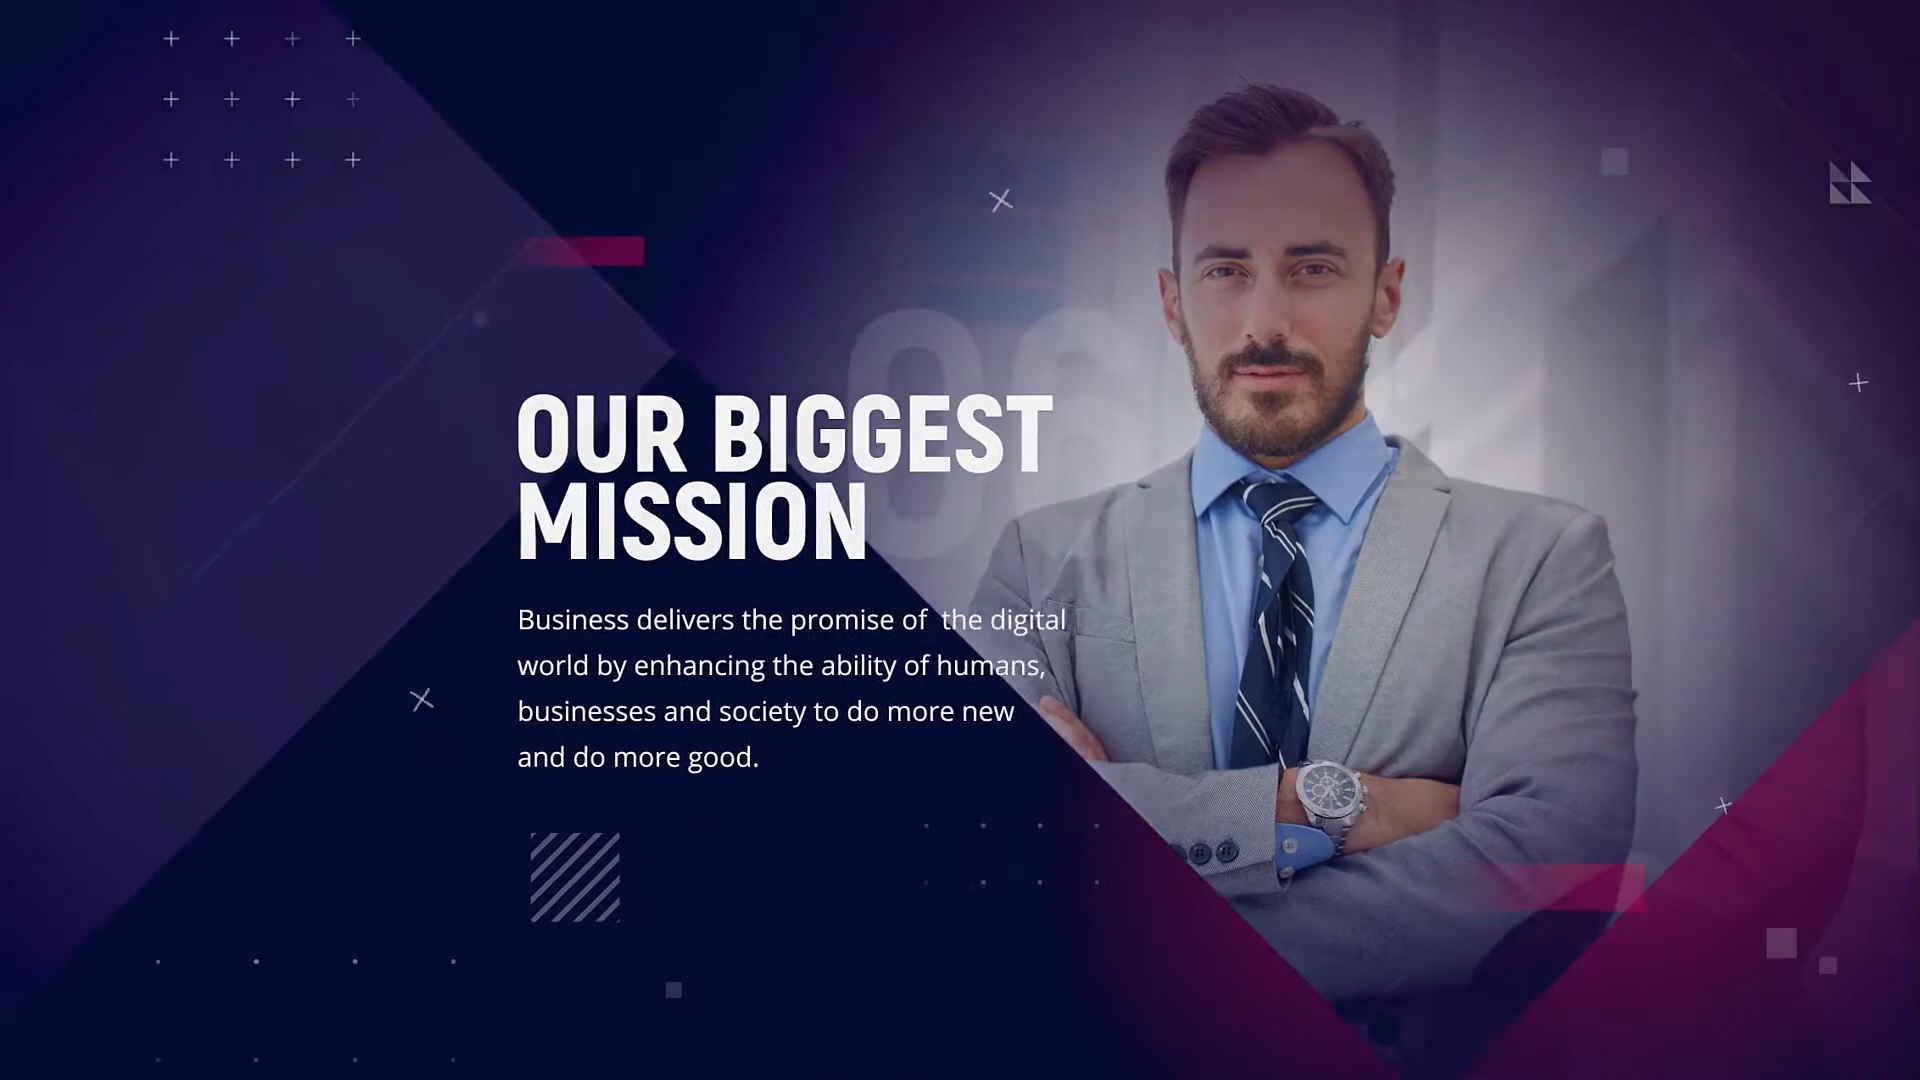 OUR BIGGEST
MISSION
Business delivers the promise of  the digital
world by enhancing the ability of humans,
businesses and society to do more new
and do more good.